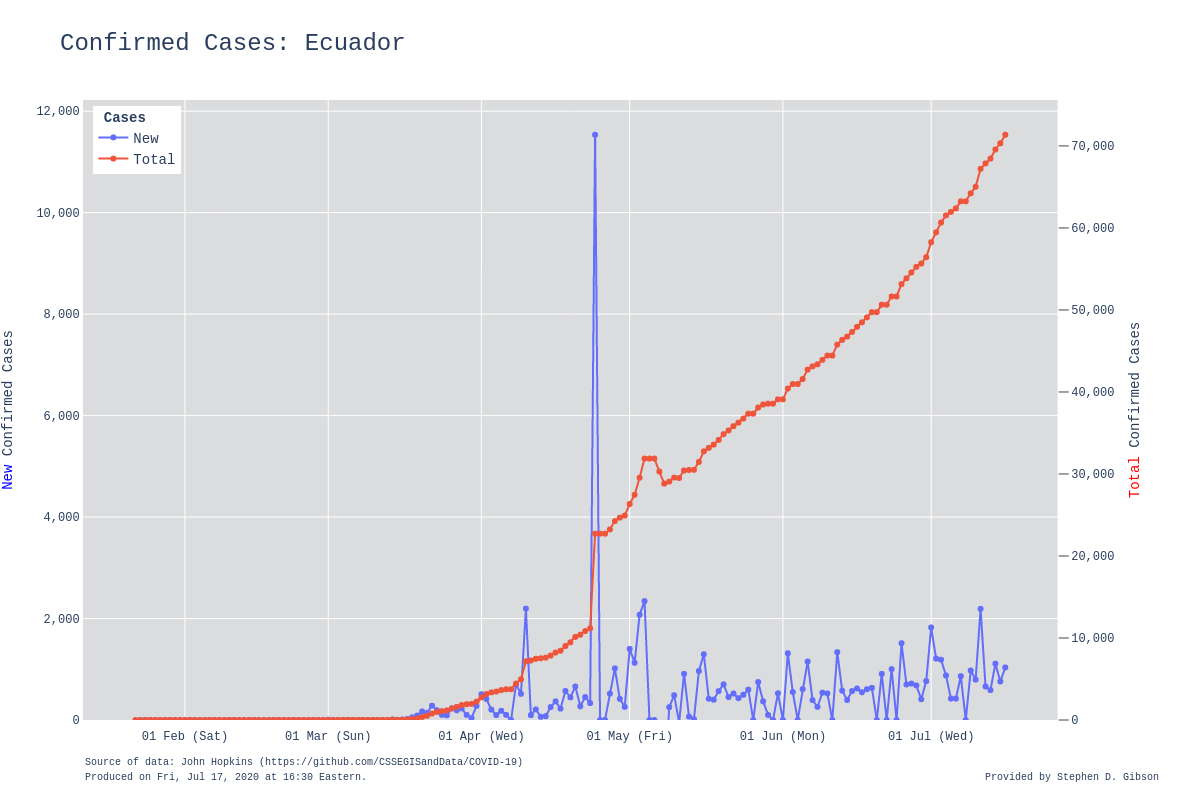 Confirmed Cases: Ecuador
Cases
New
Total
12,000
10,000
8,000
6,000
4,000
2,000
0
70,000
60,000
50,000
40,000
30,000
20,000
10,000
0
New Confirmed Cases
Total Confirmed Cases
01 Feb (Sat)
01 Mar (Sun)
01 Apr (Wed)
01 May (Fri)
01 Jun (Mon)
01 Jul (Wed)
Source of data: John Hopkins (https://github.com/CSSEGISandData/COVID-19)
Produced on Fri, Jul 17, 2020 at 16:30 Eastern.
Provided by Stephen D. Gibson